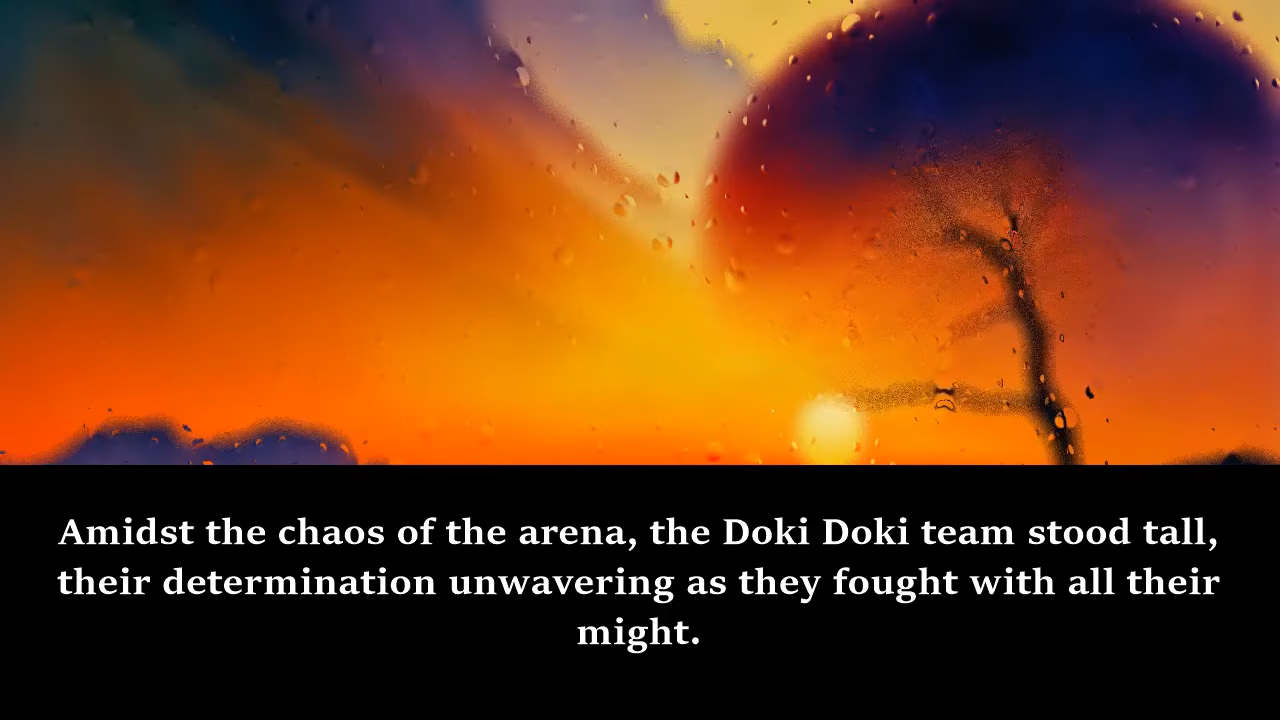 Amidst the chaos of the arena, the Doki Doki team stood tall,
their determination unwavering as they fought with all their
might.